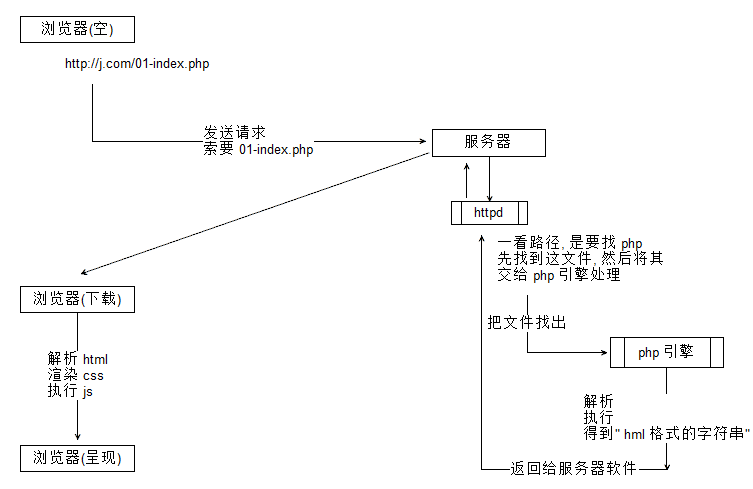 浏览器(空)
http://j.com/01-index.php
发送请求
索要 01-index.php
服务器
httpd
一看路径, 是要找 php
先找到这文件, 然后将其
交给 php 引擎处理
浏览器(下载)
把文件找出
php 引擎
解析 html
渲染 css
执行 js
解析
执行
得到" hml 格式的字符串"
浏览器(呈现)
返回给服务器软件